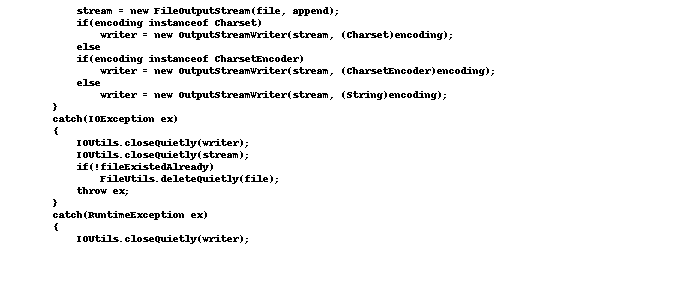 stream = new FileOutputStream(file, append);
if(encoding instanceof Charset)
writer = new OutputStreamWriter(stream, (Charset)encoding);
else
if(encoding instanceof CharsetEncoder)
writer = new OutputStreamWriter(stream, (CharsetEncoder)encoding);
else
writer = new OutputStreamWriter(stream, (String)encoding);
}
catch(IOException ex)
{
IOUtils.closeQuietly(writer);
IOUtils.closeQuietly(stream);
if(!fileExistedAlready)
FileUtils.deleteQuietly(file);
throw ex;
}
catch(RuntimeException ex)
{
IOUtils.closeQuietly(writer);